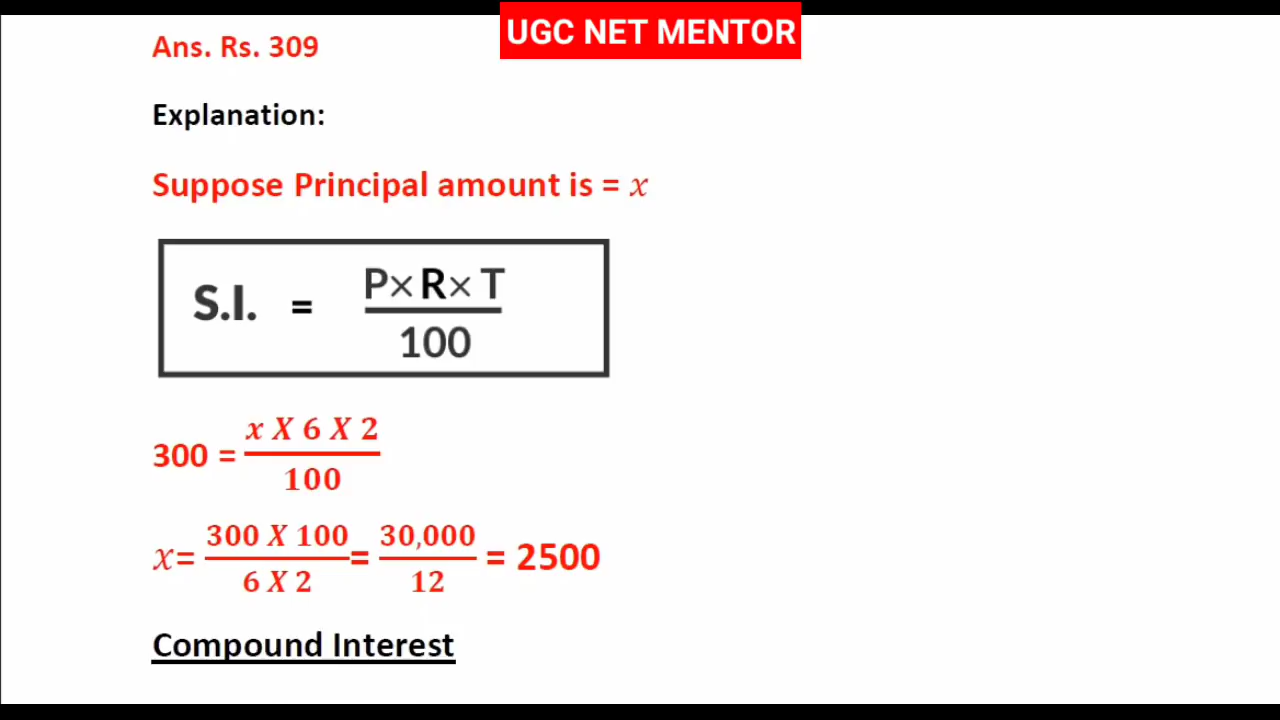 UGC NET MENTOR
Ans. Rs. 309
Explanation:
Suppose Principal amount is = x
S.I. = P× R× T / 100
300 = x X 6 X 2 / 100
x= 300 X 100 / 6 X 2 = 30,000 / 12 = 2500
Compound Interest